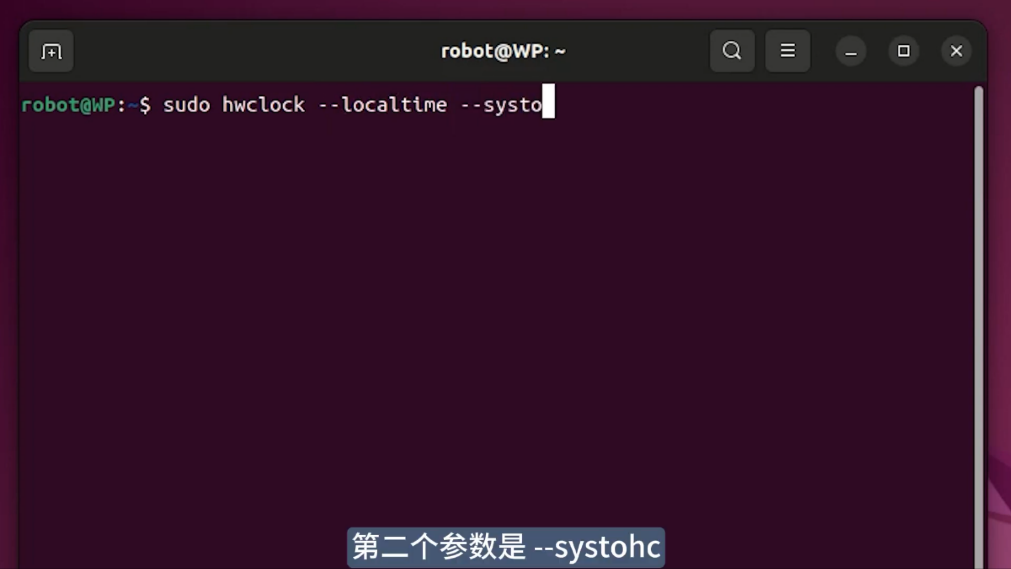 robot@WP: ~
robot@WP:~$ sudo hwclock --localtime --systo
第二个参数是 --systohc